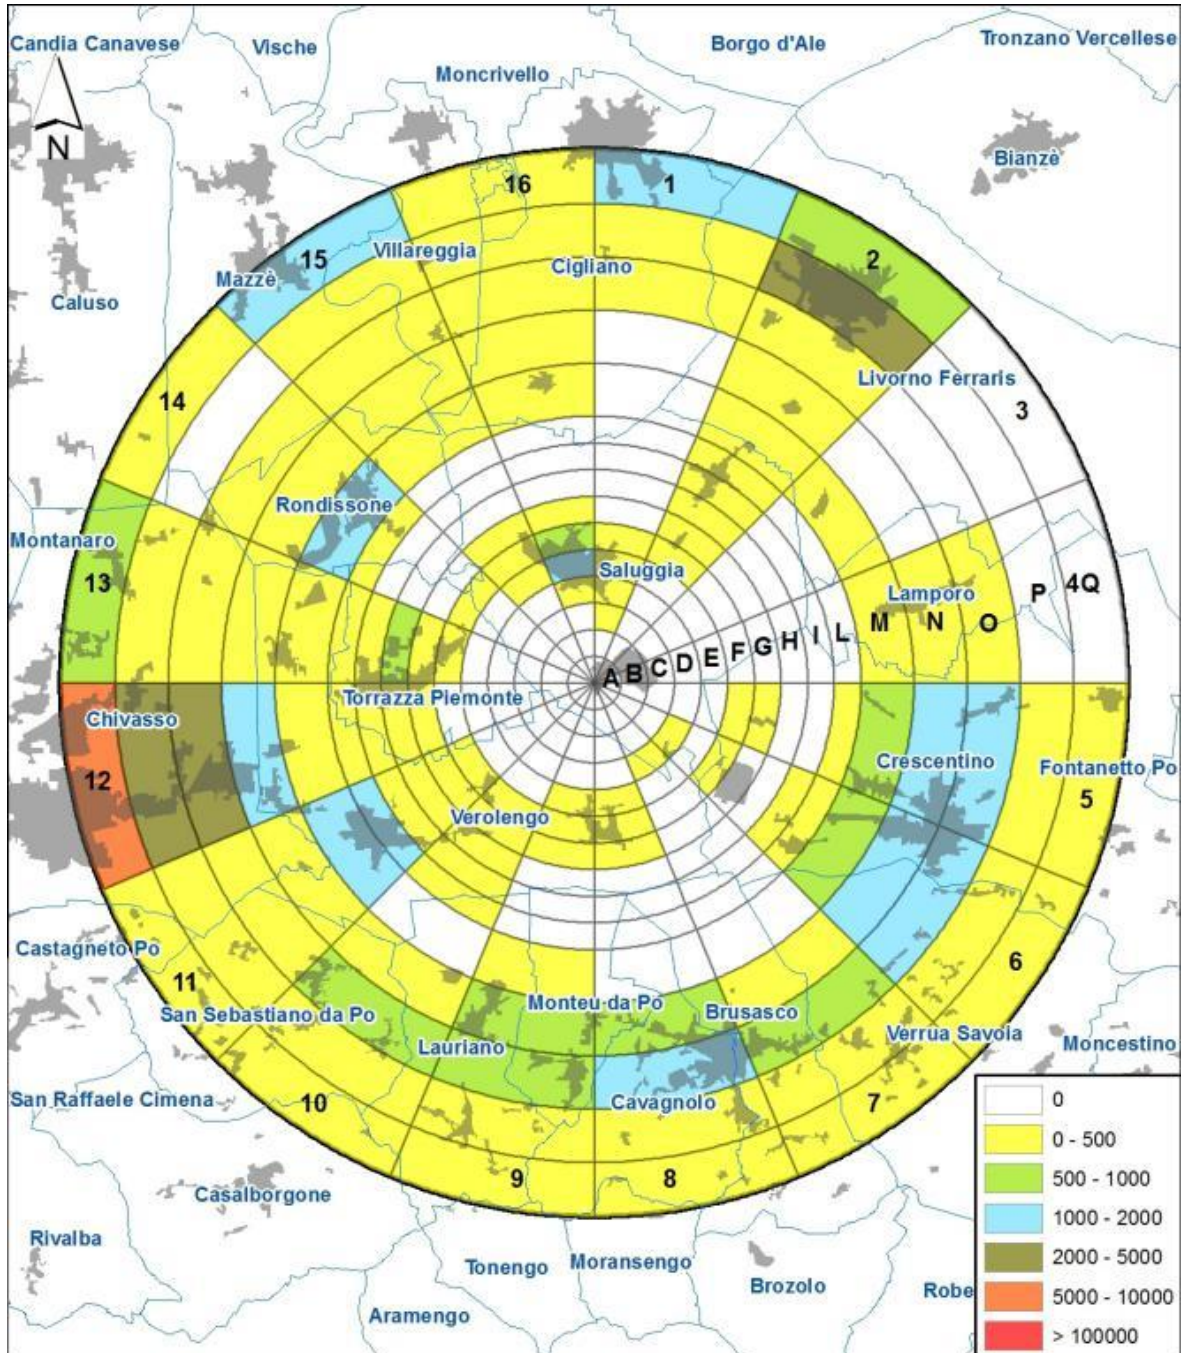 Candia Canavese
Vische
Borgo d'Ale
Tronzano Vercellese
Moncrivello
N
Bianzè
16
1
15
Villareggia
Cigliano
2
Mazzè
Caluso
Livorno Ferraris
14
3
Rondissone
Montanaro
Saluggia
13
Lamporo
P
4Q
A B C D E F G H I L M N O
Torrazza Piemonte
Chivasso
Crescentino
12
Fontanetto Po
5
Verolengo
Castagneto Po
6
11
San Sebastiano da Po
Monteu da Po
Brusasco
Verrua Savoia
Moncestino
Lauriano
San Raffaele Cimena
10
Cavagnolo
7
9
8
Casalborgone
Rivalba
Tonengo
Moransengo
Brozolo
Robe
Aramengo
0
0 - 500
500 - 1000
1000 - 2000
2000 - 5000
5000 - 10000
> 100000